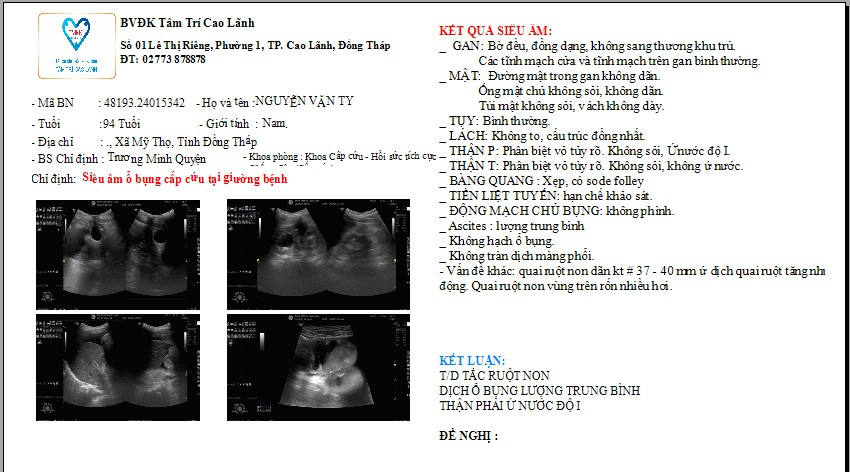 BVĐK Tâm Trí Cao Lãnh
Số 01 Lê Thị Riêng, Phường 1, TP. Cao Lãnh, Đồng Tháp
ĐT: 02773 878878
TÂM TRÍ CAO LÃNH
- Mã BN : 48193.24015342 - Họ và tên :NGUYỄN VĂN TY
- Tuổi :94 Tuổi - Giới tính : Nam.
- Địa chỉ : ., Xã Mỹ Thọ, Tỉnh Đồng Tháp
- BS Chỉ định : Trương Minh Quyện - Khoa phòng : Khoa Cấp cứu - Hồi sức tích cực
Chỉ định: Siêu âm ổ bụng cấp cứu tại giường bệnh
KẾT QUẢ SIÊU ÂM:
_ GAN: Bờ đều, đồng dạng, không sang thương khu trú.
Các tĩnh mạch cửa và tĩnh mạch trên gan bình thường.
_ MẬT: Đường mật trong gan không dãn.
Ống mật chủ không sỏi, không dãn.
Túi mật không sỏi, vách không dày.
_ TỤY: Bình thường.
_ LÁCH: Không to, cấu trúc đồng nhất.
_ THẬN P: Phân biệt vỏ tủy rõ. Không sỏi, Ứ nước độ I.
_ THẬN T: Phân biệt vỏ tủy rõ. Không sỏi, không ứ nước.
_ BÀNG QUANG : Xẹp, có sode folley
_ TIỀN LIỆT TUYẾN: hạn chế khảo sát.
_ ĐỘNG MẠCH CHỦ BỤNG: không phình.
_ Ascites : lượng trung bình
_ Không hạch ổ bụng.
_ Không tràn dịch màng phổi.
- Vấn đề khác: quai ruột non dãn kt # 37 - 40 mm ứ dịch quai ruột tăng nhu
động. Quai ruột non vùng trên rốn nhiều hơi.
KẾT LUẬN:
T/D TẮC RUỘT NON
DỊCH Ổ BỤNG LƯỢNG TRUNG BÌNH
THẬN PHẢI Ứ NƯỚC ĐỘ I
ĐỀ NGHỊ :